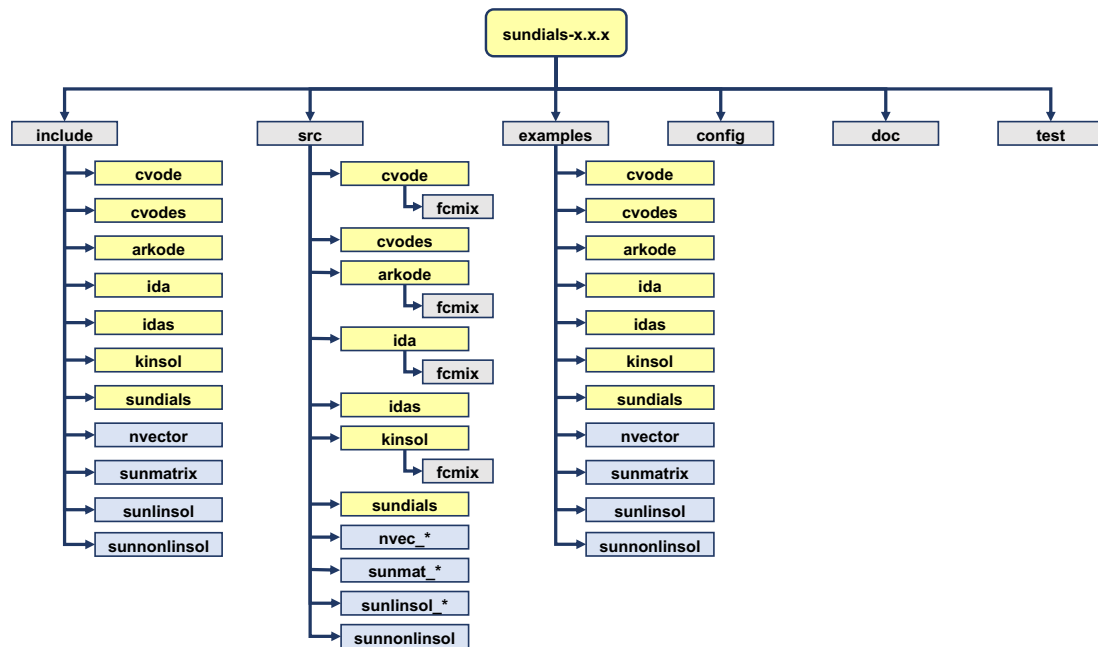 sundials-x.x.x
include
src
examples
config
doc
test
cvode
cvodes
arkode
ida
idas
kinsol
sundials
nvector
sunmatrix
sunlinsol
sunnonlinsol
cvode
fcmix
cvodes
arkode
fcmix
ida
fcmix
idas
kinsol
fcmix
sundials
nvec_*
sunmat_*
sunlinsol_*
sunnonlinsol
cvode
cvodes
arkode
ida
idas
kinsol
sundials
nvector
sunmatrix
sunlinsol
sunnonlinsol